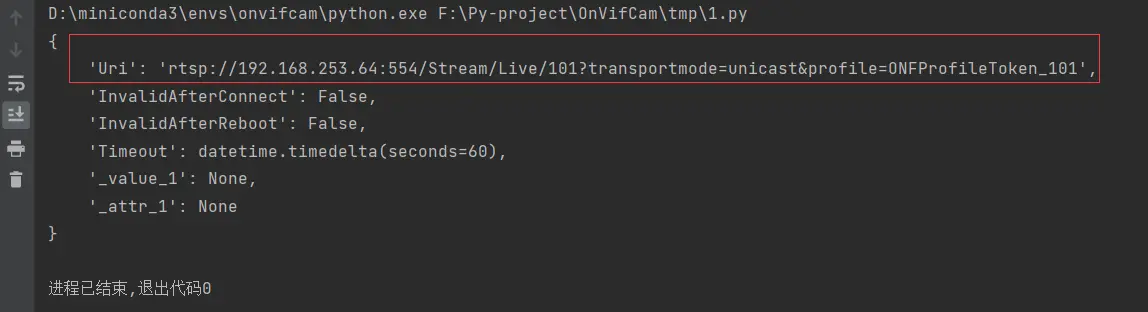 D:\miniconda3\envs\onvifcam\python.exe F:\Py-project\OnVifCam\tmp\1.py
{
    'Uri': 'rtsp://192.168.253.64:554/Stream/Live/101?transportmode=unicast&profile=ONFProfileToken_101',
    'InvalidAfterConnect': False,
    'InvalidAfterReboot': False,
    'Timeout': datetime.timedelta(seconds=60),
    '_value_1': None,
    '_attr_1': None
}
进程已结束,退出代码0